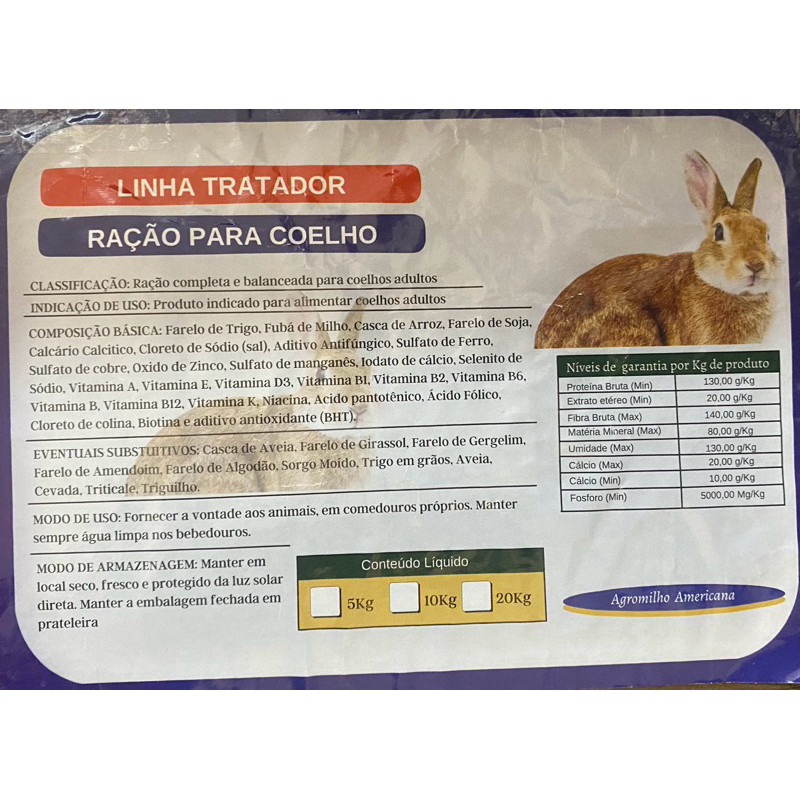 LINHA TRATADOR
RAÇÃO PARA COELHO
CLASSIFICAÇÃO: Ração completa e balanceada para coelhos adultos
INDICAÇÃO DE USO: Produto indicado para alimentar coelhos adultos
COMPOSIÇÃO BÁSICA: Farelo de Trigo, Fubá de Milho, Casca de Arroz, Farelo de Soja,
Calcário Calcitico, Cloreto de Sódio (sal), Aditivo Antifúngico, Sulfato de Ferro,
Sulfato de cobre, Oxido de Zinco, Sulfato de manganês, Iodato de cálcio, Selenito de
Sódio, Vitamina A, Vitamina E, Vitamina D3, Vitamina B1, Vitamina B2, Vitamina B6,
Vitamina B, Vitamina B12, Vitamina K, Niacina, Acido pantotênico, Ácido Fólico,
Cloreto de colina, Biotina e aditivo antioxidante (BHT).
EVENTUAIS SUBSTUITIVOS: Casca de Aveia, Farelo de Girassol, Farelo de Gergelim,
Farelo de Amendoim, Farelo de Algodão, Sorgo Moído, Trigo em grãos, Aveia,
Cevada, Triticale, Triguilho.
MODO DE USO: Fornecer a vontade aos animais, em comedouros próprios. Manter
sempre água limpa nos bebedouros.
MODO DE ARMAZENAGEM: Manter em
local seco, fresco e protegido da luz solar
direta. Manter a embalagem fechada em
prateleira
Conteúdo Líquido
5Kg 10Kg 20Kg
Níveis de garantia por Kg de produto
Proteína Bruta (Min) 130,00 g/Kg
Extrato etéreo (Min) 20,00 g/Kg
Fibra Bruta (Max) 140,00 g/Kg
Matéria Mineral (Max) 80,00 g/Kg
Umidade (Max) 130,00 g/Kg
Cálcio (Max) 20,00 g/Kg
Cálcio (Min) 10,00 g/Kg
Fosforo (Min) 5000,00 Mg/Kg
Agromilho Americana